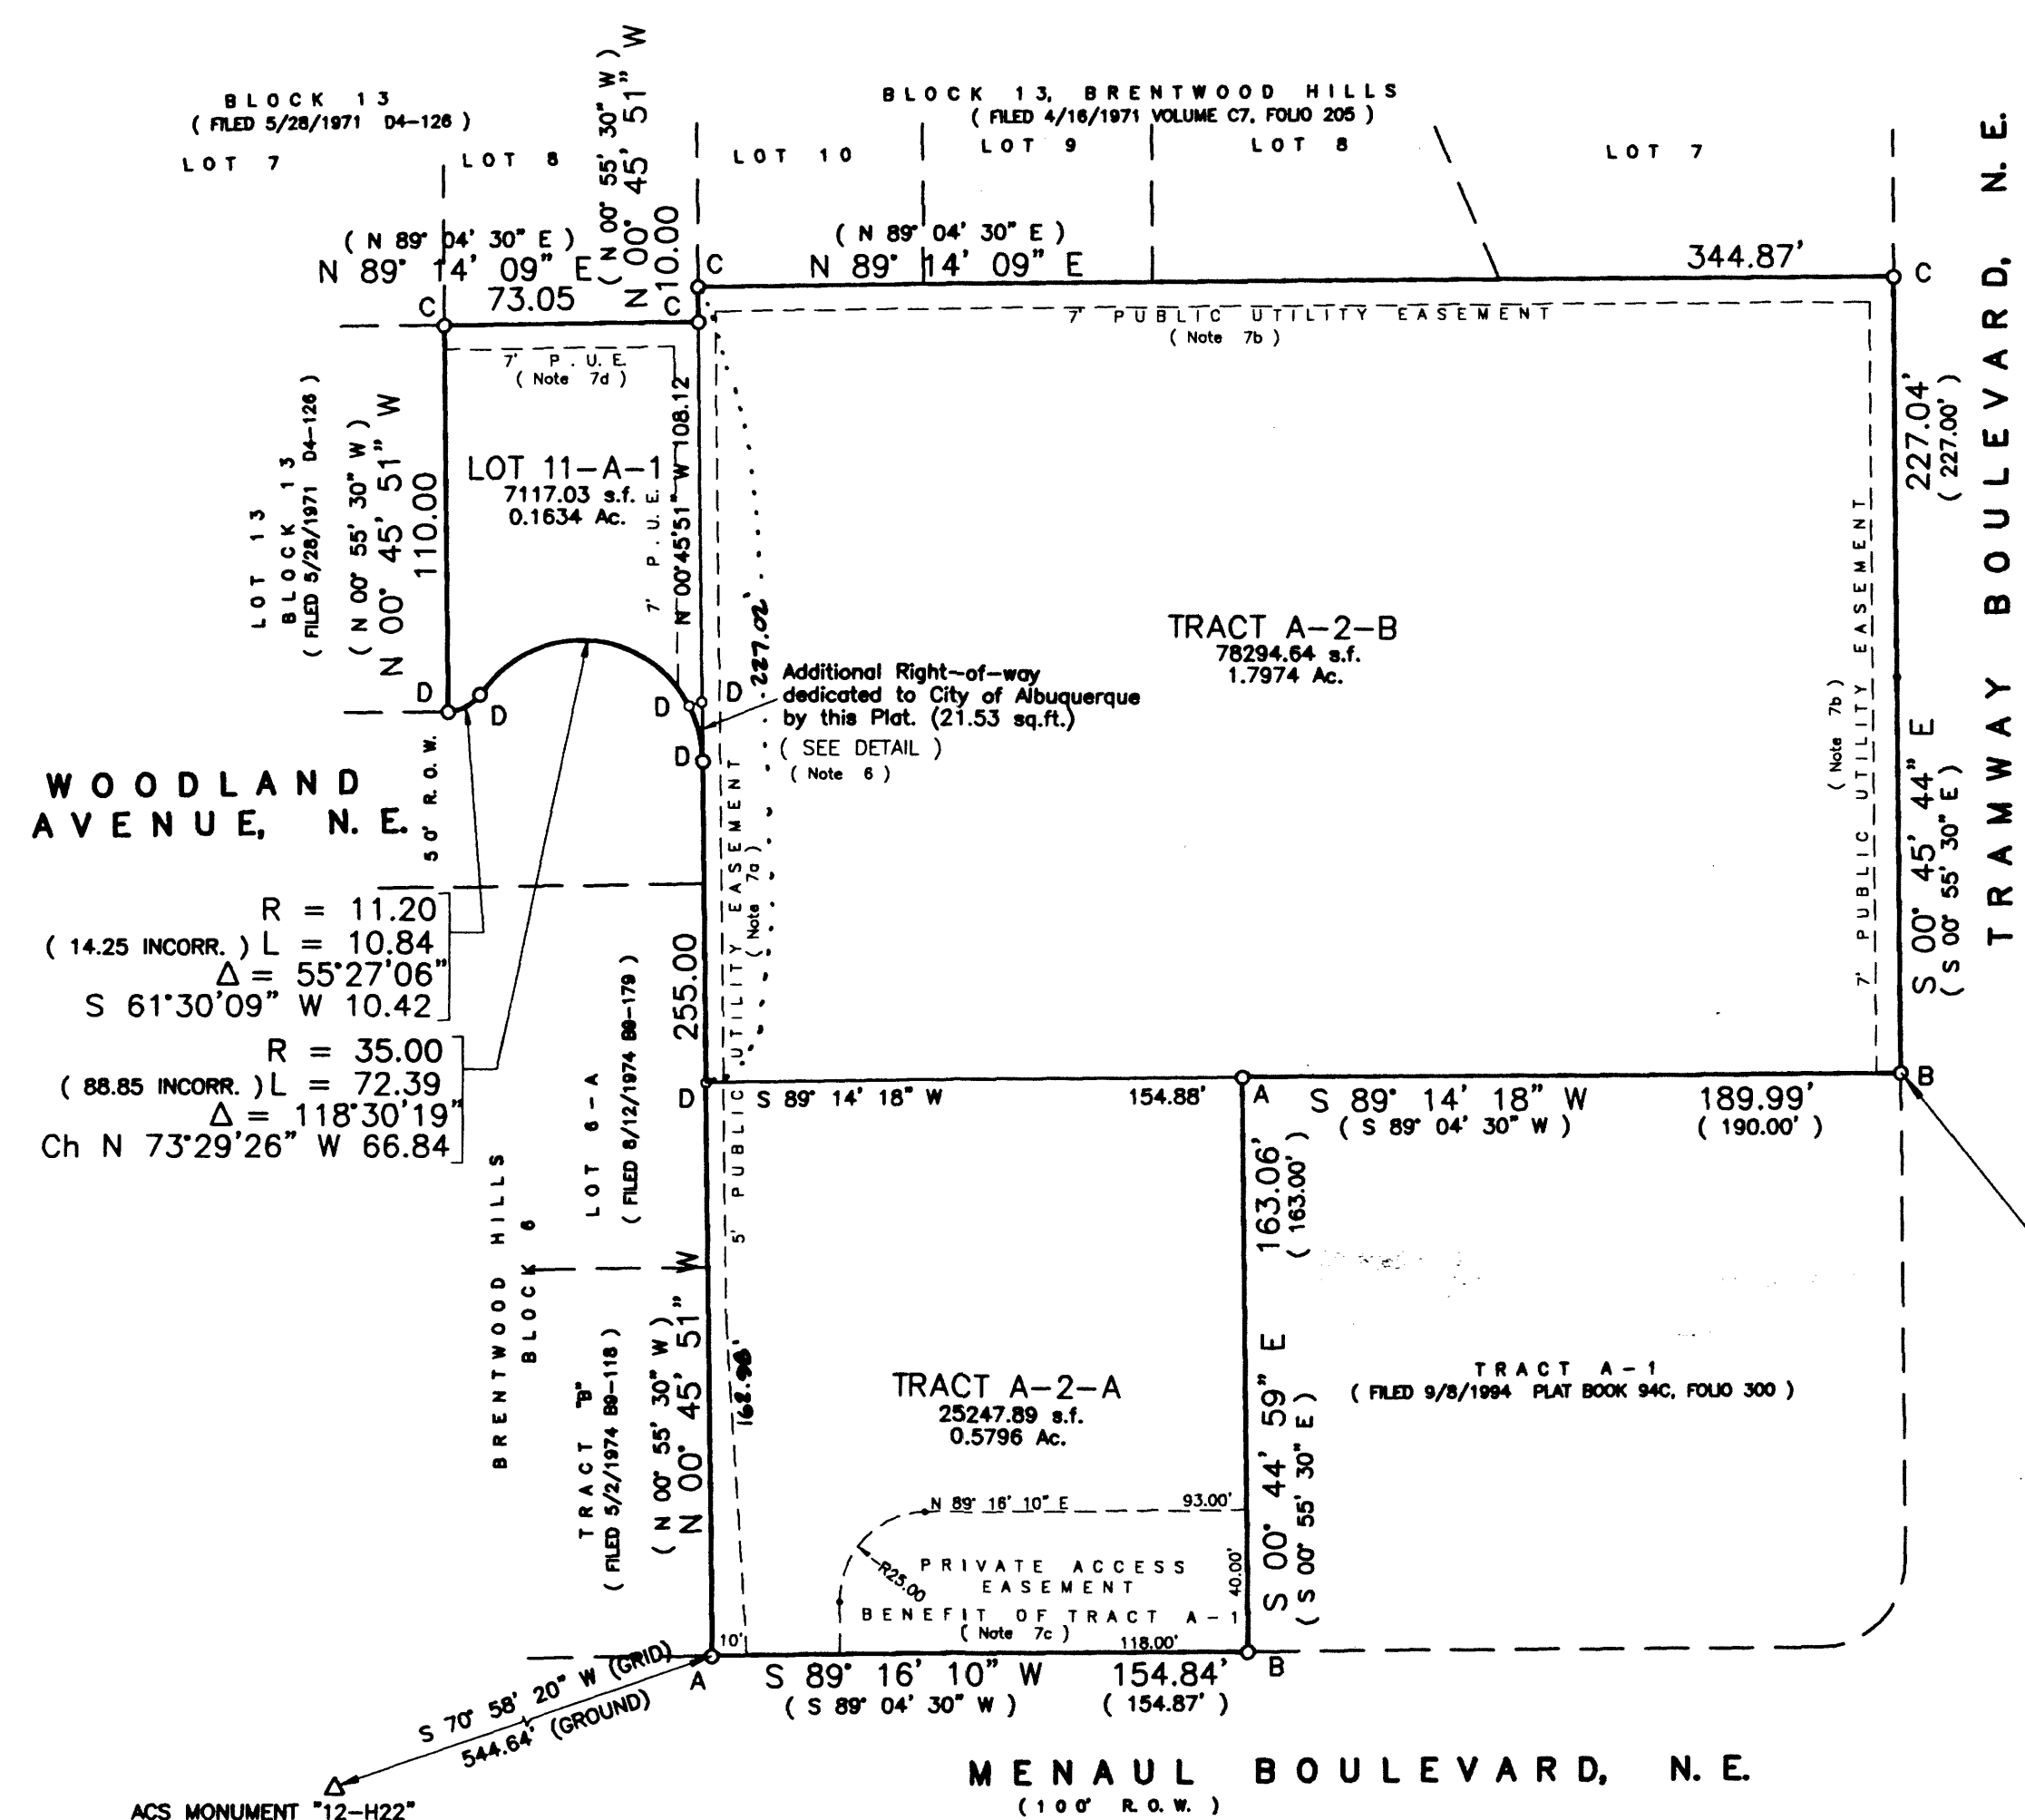 BLOCK 13
( FILED 5/28/1971 D4-126 )
LOT 7
LOT 8
( N 00° 55' 30" W )
N 00° 45' 51" W
10.00
BLOCK 13, BRENTWOOD HILLS
( FILED 4/16/1971 VOLUME C7, FOLIO 205 )
LOT 10
LOT 9
LOT 8
LOT 7
( N 89° 04' 30" E )
N 89° 14' 09" E
73.05
( N 89° 04' 30" E )
N 89° 14' 09" E
344.87'
C
C
C
C
7' PUBLIC UTILITY EASEMENT
( Note 7b )
7' P.U.E.
( Note 7d )
LOT 11-A-1
7117.03 s.f.
0.1634 Ac.
7' P.U.E.
N 00°45'51" W 108.12
227.02'
LOT 13
BLOCK 13
( FILED 5/28/1971 D4-126 )
( N 00° 55' 30" W )
N 00° 45' 51" W
110.00
TRACT A-2-B
78294.64 s.f.
1.7974 Ac.
227.04'
( 227.00' )
S 00° 45' 44" E
( S 00° 55' 30" E )
7' PUBLIC UTILITY EASEMENT
( Note 7b )
TRAMWAY BOULEVARD, N.E.
D
D
D
D
D
Additional Right-of-way
dedicated to City of Albuquerque
by this Plat. (21.53 sq.ft.)
( SEE DETAIL )
( Note 6 )
WOODLAND
AVENUE, N.E.
50' R.O.W.
R = 11.20
( 14.25 INCORR. ) L = 10.84
Δ = 55°27'06"
S 61°30'09" W 10.42
R = 35.00
( 88.85 INCORR. ) L = 72.39
Δ = 118°30'19"
Ch N 73°29'26" W 66.84
255.00
5' PUBLIC UTILITY EASEMENT
( Note 7a )
LOT 6-A
( FILED 8/12/1974 B9-179 )
D
S 89° 14' 18" W 154.88'
A
S 89° 14' 18" W 189.99'
( S 89° 04' 30" W ) ( 190.00' )
B
163.06'
( 163.00' )
S 00° 44' 59" E
( S 00° 55' 30" E )
BRENTWOOD HILLS
BLOCK 6
TRACT "B"
( FILED 5/2/1974 B9-118 )
( N 00° 55' 30" W )
N 00° 45' 51" W
162.98'
TRACT A-2-A
25247.89 s.f.
0.5796 Ac.
TRACT A-1
( FILED 9/8/1994 PLAT BOOK 94C, FOLIO 300 )
N 89° 16' 10" E 93.00'
R25.00
PRIVATE ACCESS
EASEMENT
BENEFIT OF TRACT A-1
( Note 7c )
40.00'
118.00'
10'
A
B
S 89° 16' 10" W 154.84'
( S 89° 04' 30" W ) ( 154.87' )
S 70° 58' 20" W (GRID)
544.64' (GROUND)
ACS MONUMENT "12-H22"
MENAUL BOULEVARD, N.E.
( 100' R.O.W. )